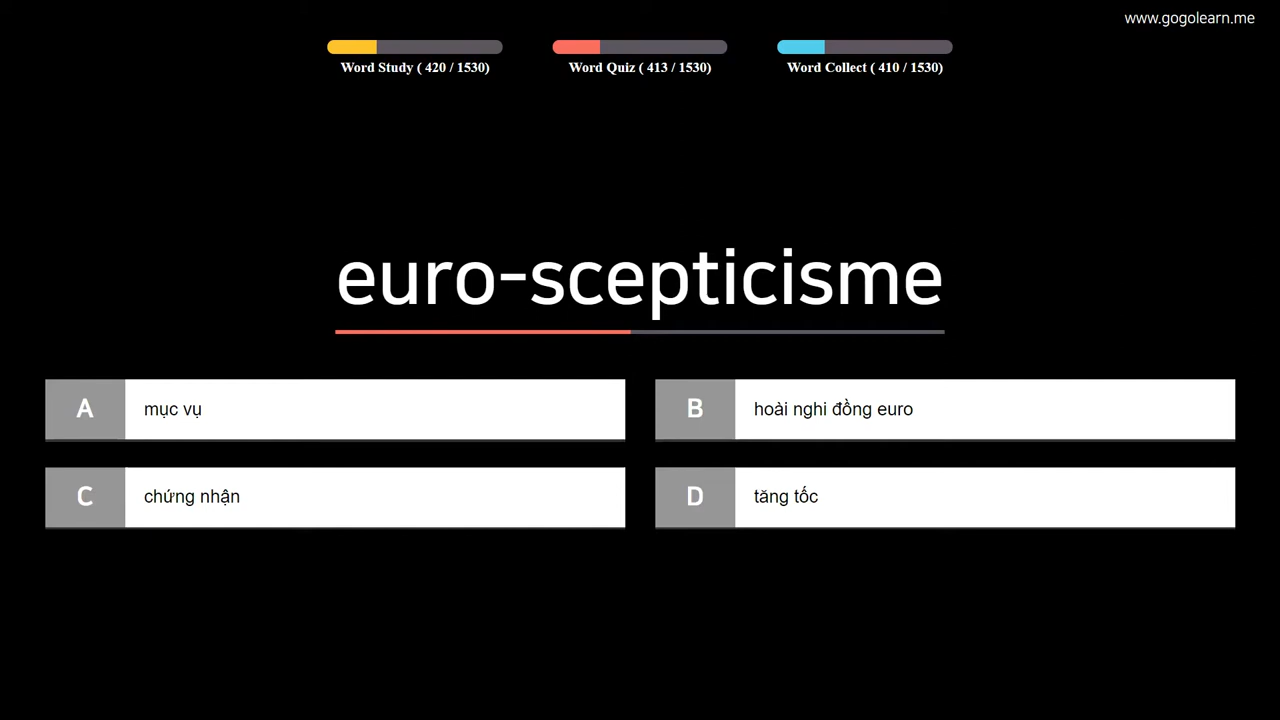 www.gogolearn.me
Word Study ( 420 / 1530)
Word Quiz ( 413 / 1530)
Word Collect ( 410 / 1530)
euro-scepticisme
A mục vụ
B hoài nghi đồng euro
C chứng nhận
D tăng tốc